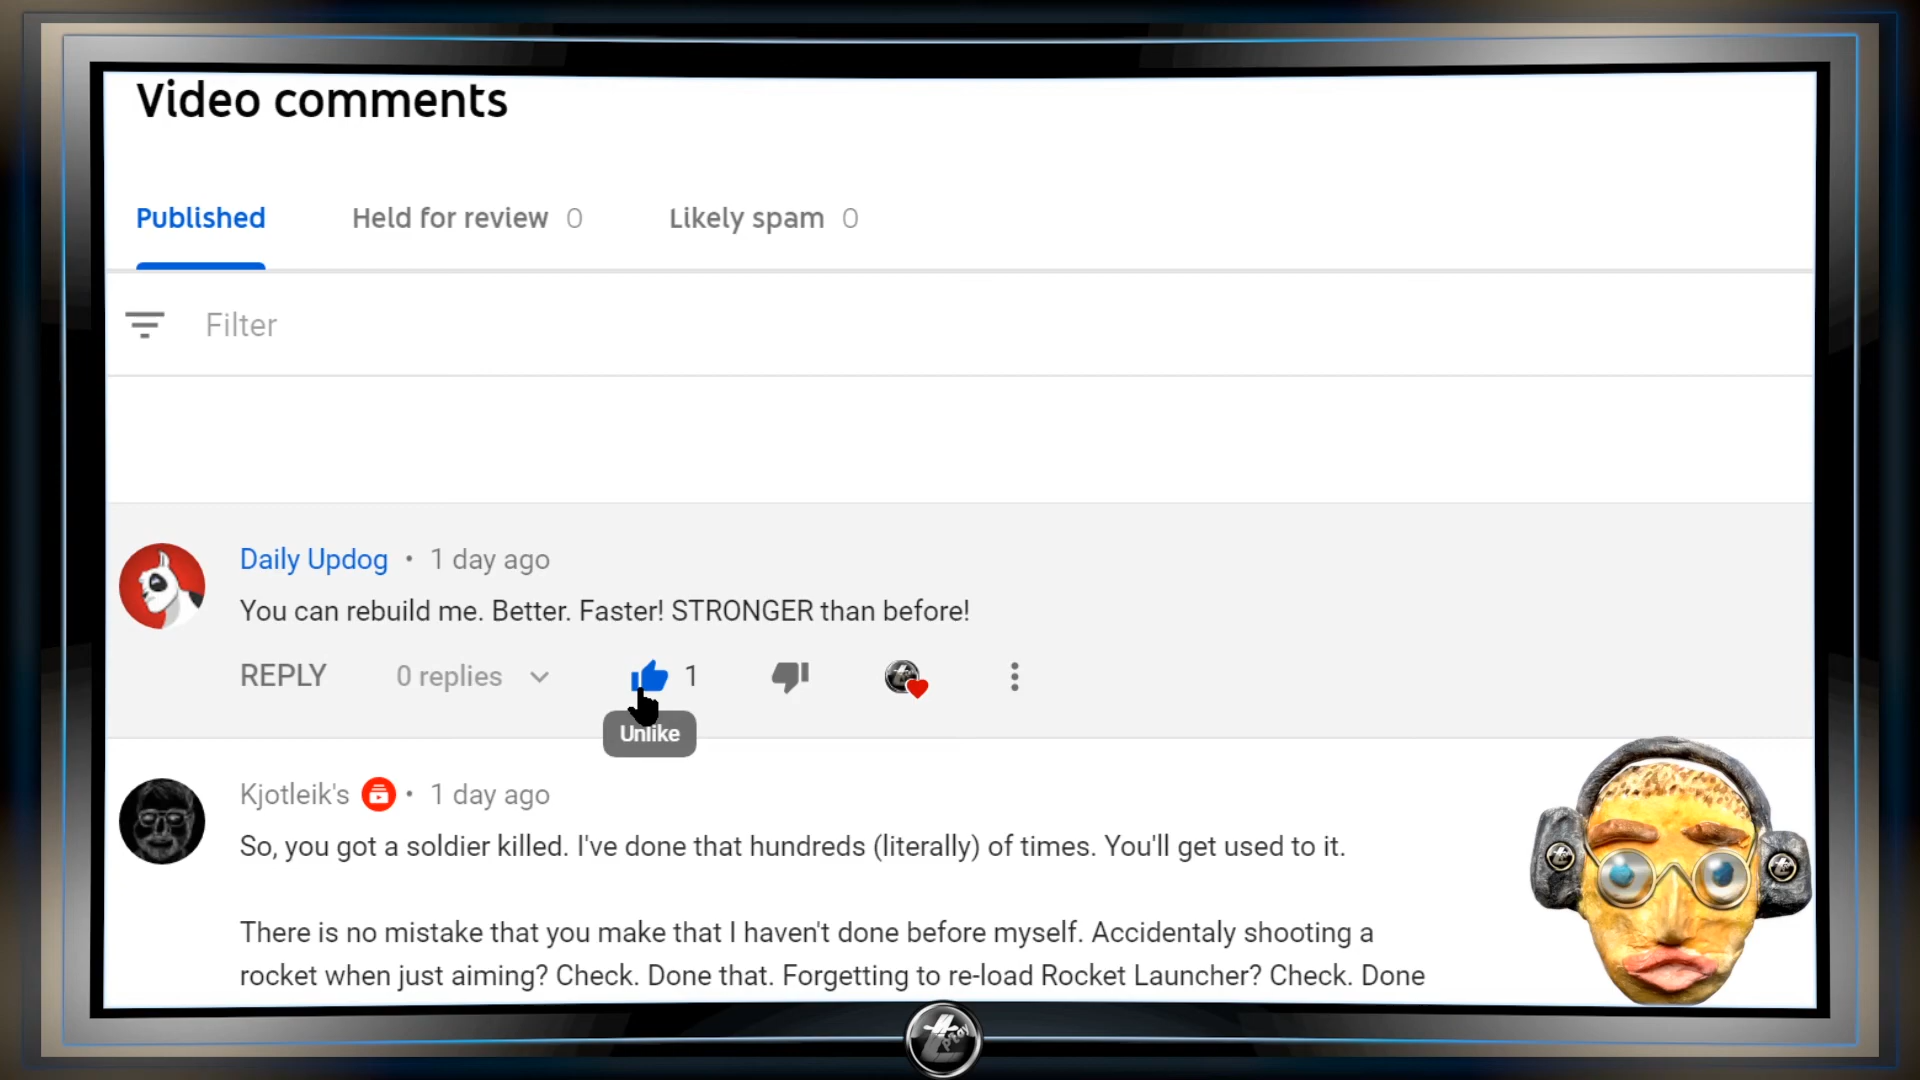 Video comments
Published Held for review 0 Likely spam 0
Filter
Daily Updog • 1 day ago
You can rebuild me. Better. Faster! STRONGER than before!
REPLY 0 replies 1
Unlike
Kjotleik's • 1 day ago
So, you got a soldier killed. I've done that hundreds (literally) of times. You'll get used to it.
There is no mistake that you make that I haven't done before myself. Accidentaly shooting a
rocket when just aiming? Check. Done that. Forgetting to re-load Rocket Launcher? Check. Done